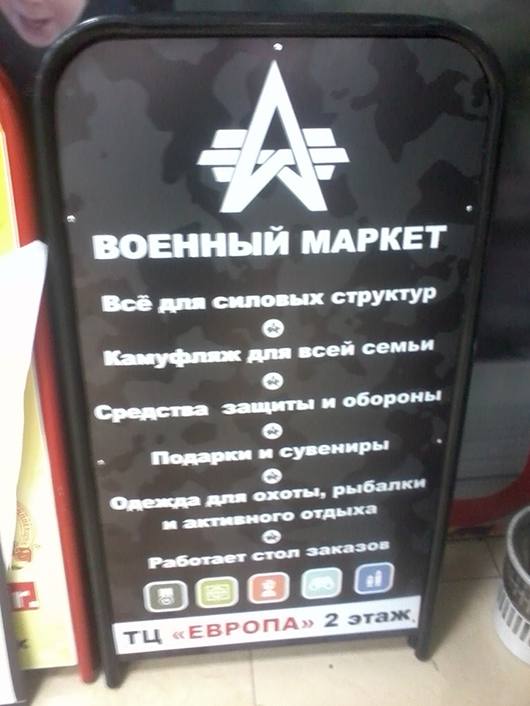 ВОЕННЫЙ МАРКЕТ
Всё для силовых структур
Камуфляж для всей семьи
Средства защиты и обороны
Подарки и сувениры
Одежда для охоты, рыбалки
и активного отдыха
Работает стол заказов
ТЦ «ЕВРОПА» 2 этаж